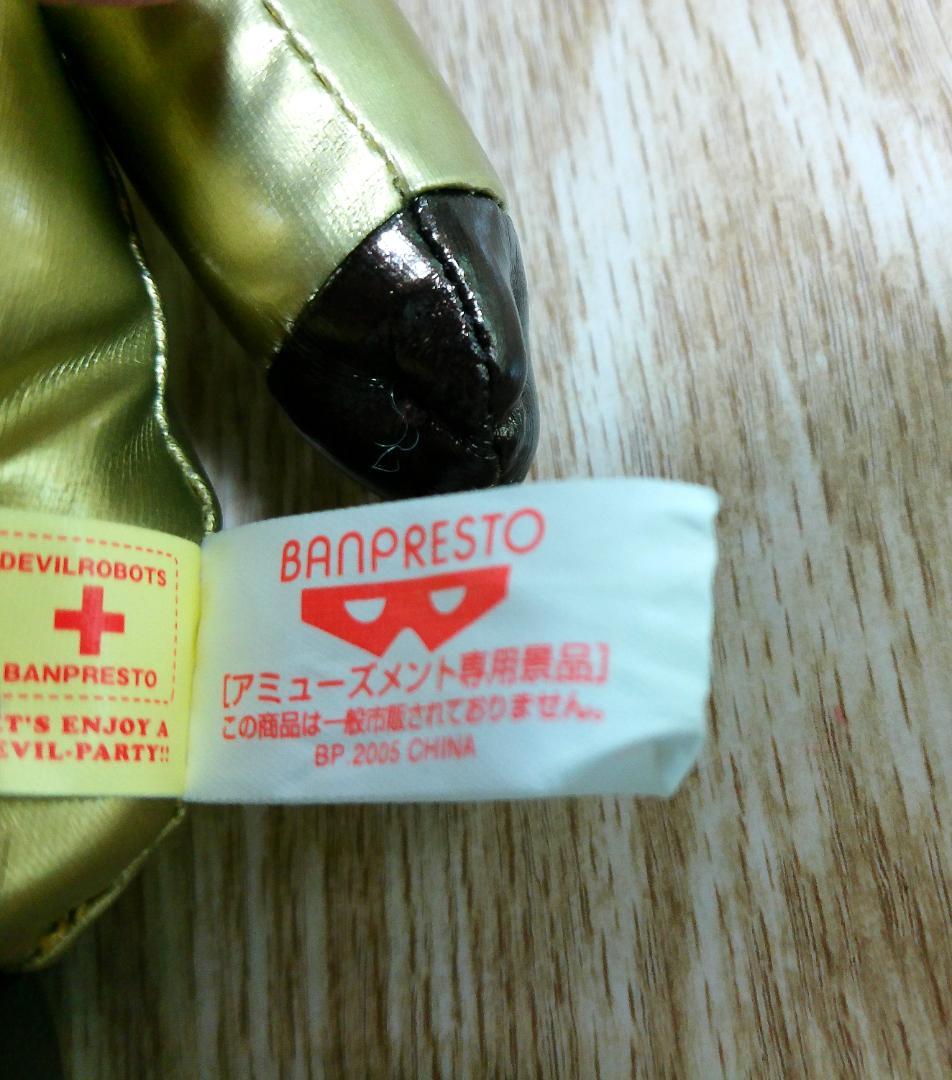 DEVILROBOTS
BANPRESTO
ENJOY A
BANPRESTO
[アミューズメント専用景品]
この商品は一般市販されておりません。
BP 2005 CHINA